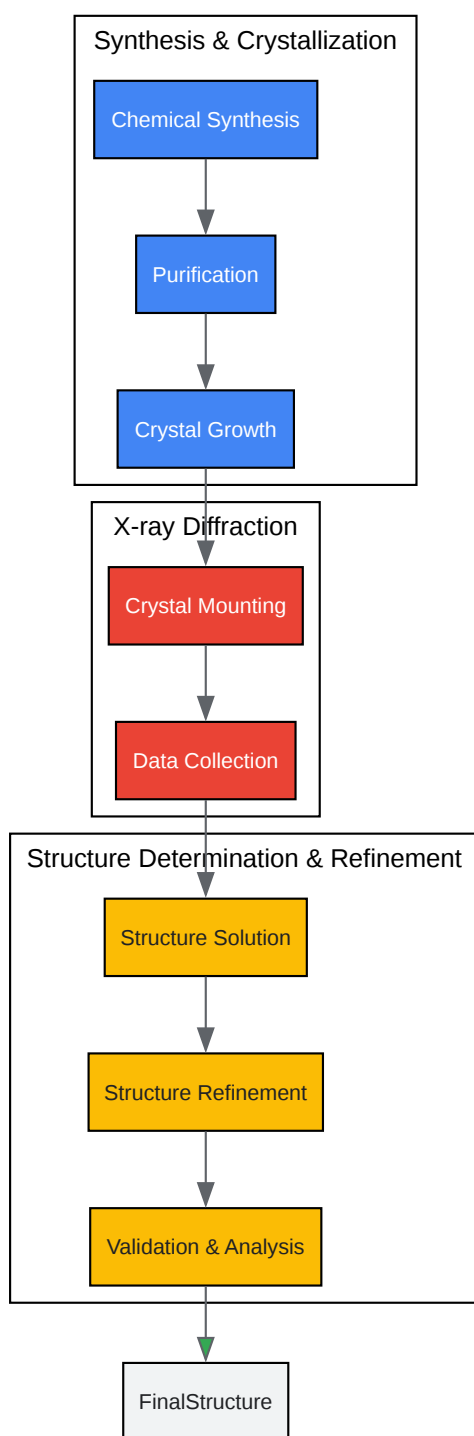 Synthesis & Crystallization
Chemical Synthesis
Purification
Crystal Growth
X-ray Diffraction
Crystal Mounting
Data Collection
Structure Determination & Refinement
Structure Solution
Structure Refinement
Validation & Analysis
FinalStructure